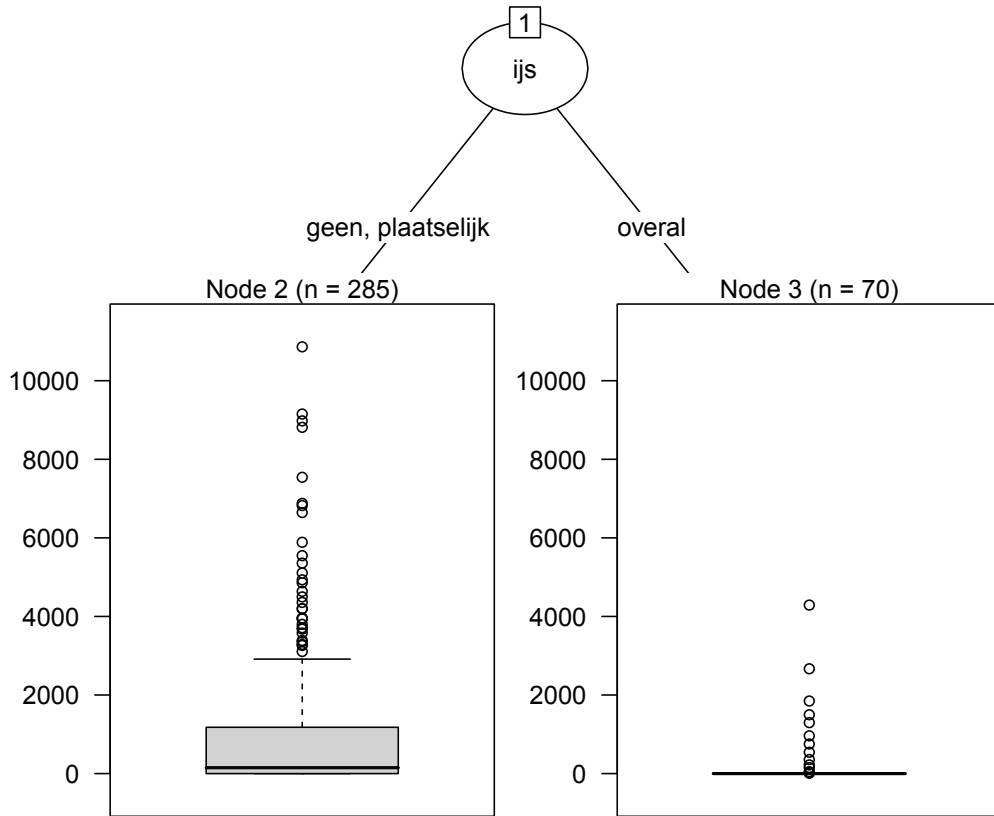 1
ijs
geen, plaatselijk
overal
Node 2 (n = 285)
Node 3 (n = 70)
10000
8000
6000
4000
2000
0
10000
8000
6000
4000
2000
0